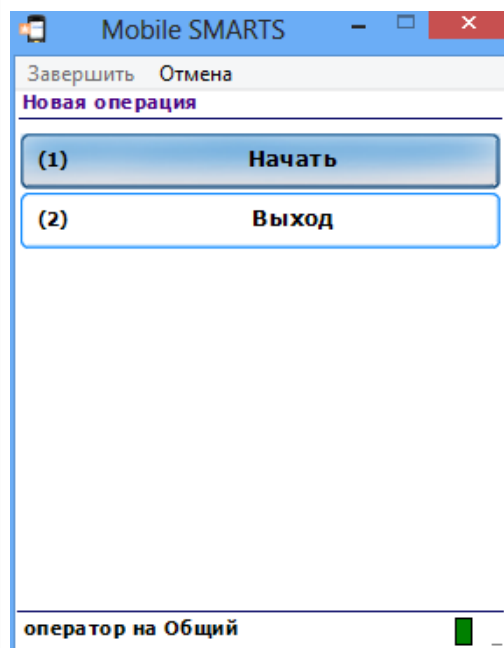 Mobile SMARTS
Завершить Отмена
Новая операция
(1) Начать
(2) Выход
оператор на Общий